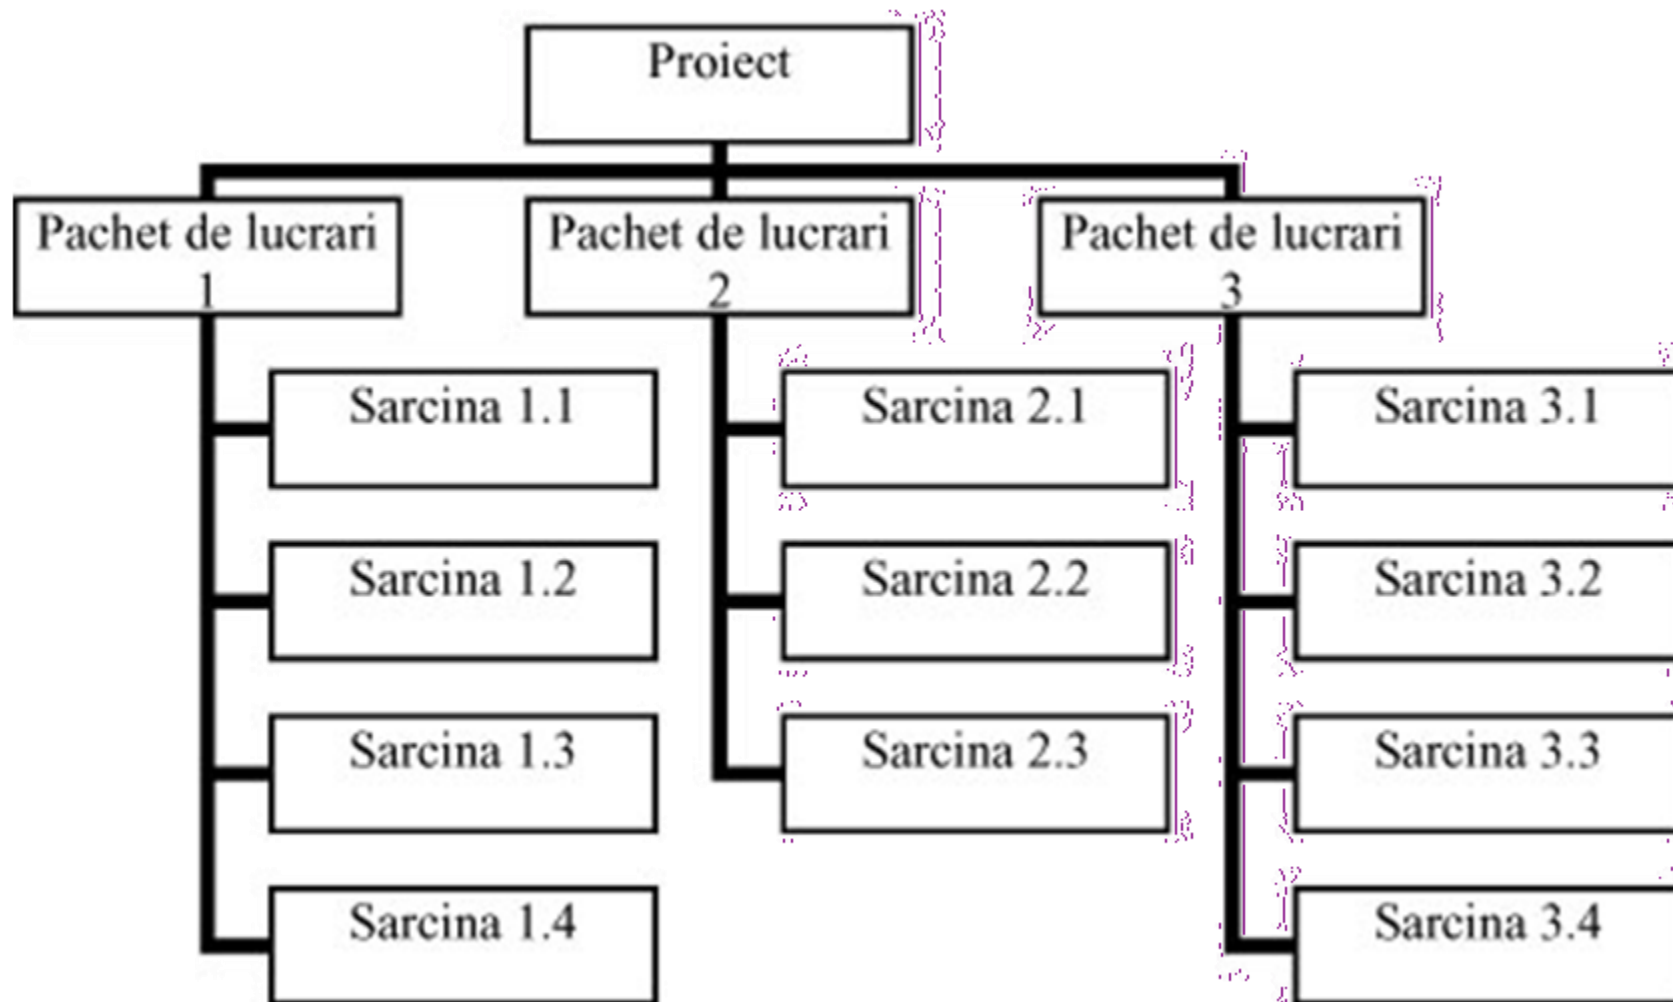 Proiect
Pachet de lucrari
1
Pachet de lucrari
2
Pachet de lucrari
3
Sarcina 1.1
Sarcina 2.1
Sarcina 3.1
Sarcina 1.2
Sarcina 2.2
Sarcina 3.2
Sarcina 1.3
Sarcina 2.3
Sarcina 3.3
Sarcina 1.4
Sarcina 3.4